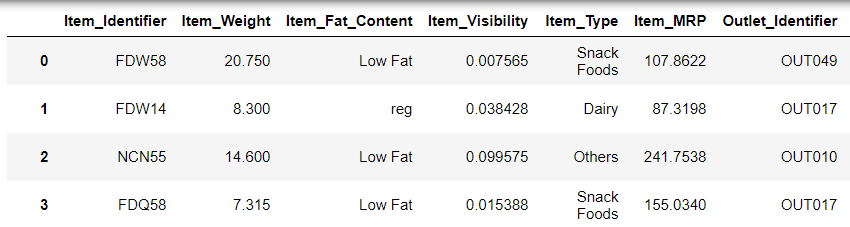 Item_Identifier Item_Weight Item_Fat_Content Item_Visibility Item_Type Item_MRP Outlet_Identifier
0 FDW58 20.750 Low Fat 0.007565 Snack Foods 107.8622 OUT049
1 FDW14 8.300 reg 0.038428 Dairy 87.3198 OUT017
2 NCN55 14.600 Low Fat 0.099575 Others 241.7538 OUT010
3 FDQ58 7.315 Low Fat 0.015388 Snack Foods 155.0340 OUT017